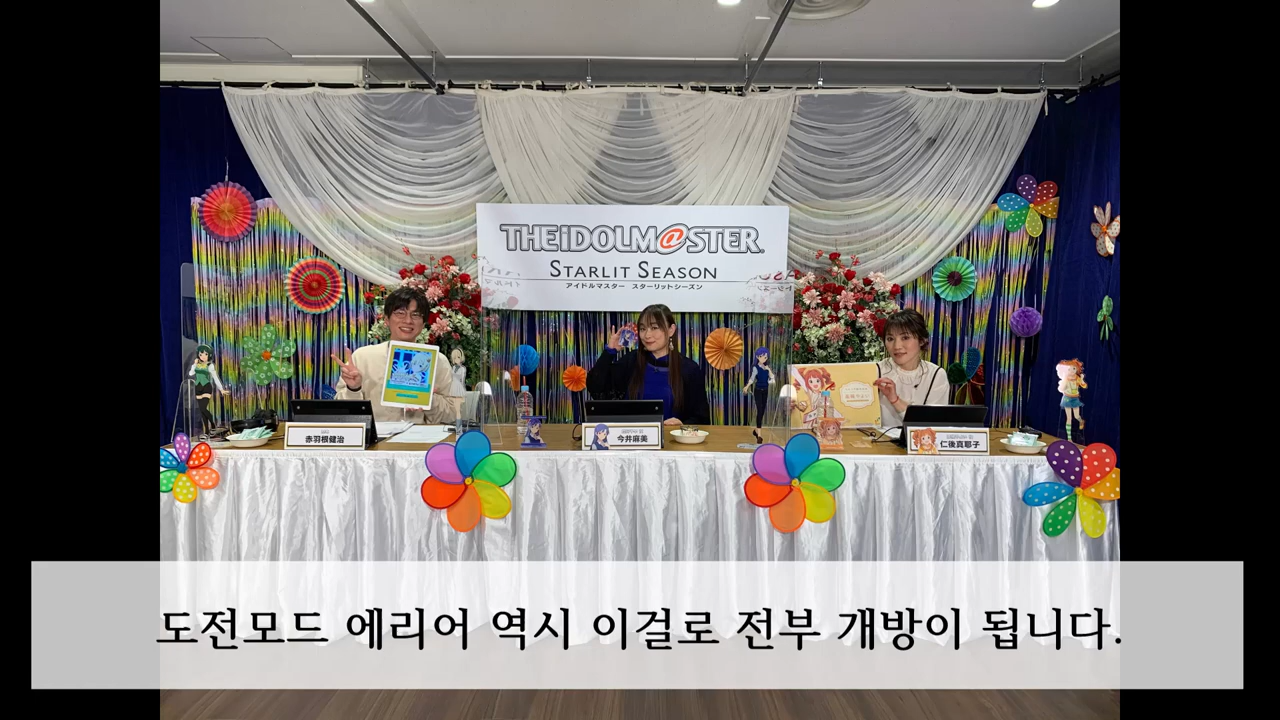 THE iDOLM@STER
STARLIT SEASON
アイドルマスター スターリットシーズン
赤羽根健治
今井麻美
仁後真耶子
도전모드 에리어 역시 이걸로 전부 개방이 됩니다.